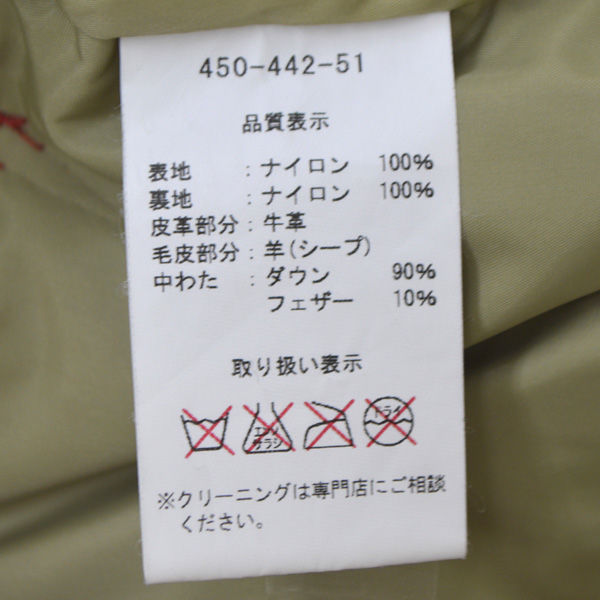 450-442-51
品質表示
表地 : ナイロン 100%
裏地 : ナイロン 100%
皮革部分 : 牛革
毛皮部分 : 羊(シープ)
中わた : ダウン 90%
フェザー 10%
取り扱い表示
エンソ
サラシ
ドライ
※クリーニングは専門店にご相談
ください。